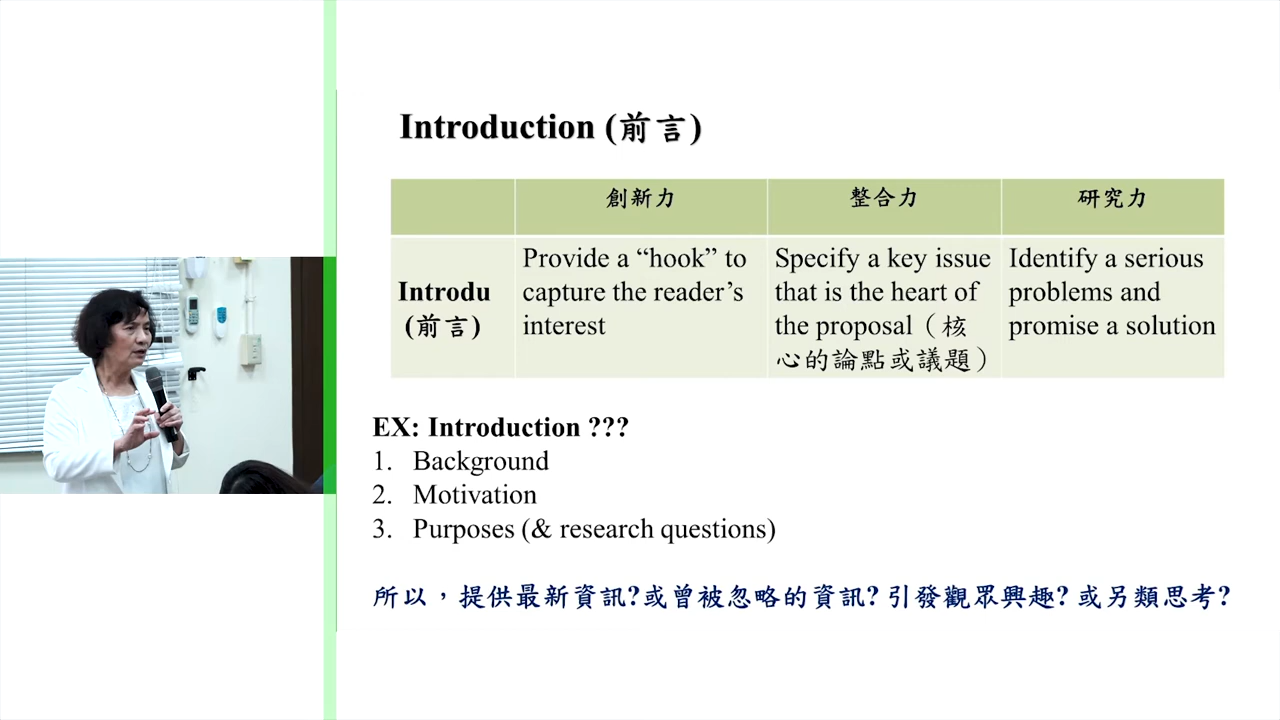 Introduction (前言)
創新力
整合力
研究力
Introdu
(前言)
Provide a “hook” to
capture the reader’s
interest
Specify a key issue
that is the heart of
the proposal（核
心的論點或議題）
Identify a serious
problems and
promise a solution
EX: Introduction ???
1. Background
2. Motivation
3. Purposes (& research questions)
所以，提供最新資訊?或曾被忽略的資訊? 引發觀眾興趣? 或另類思考?